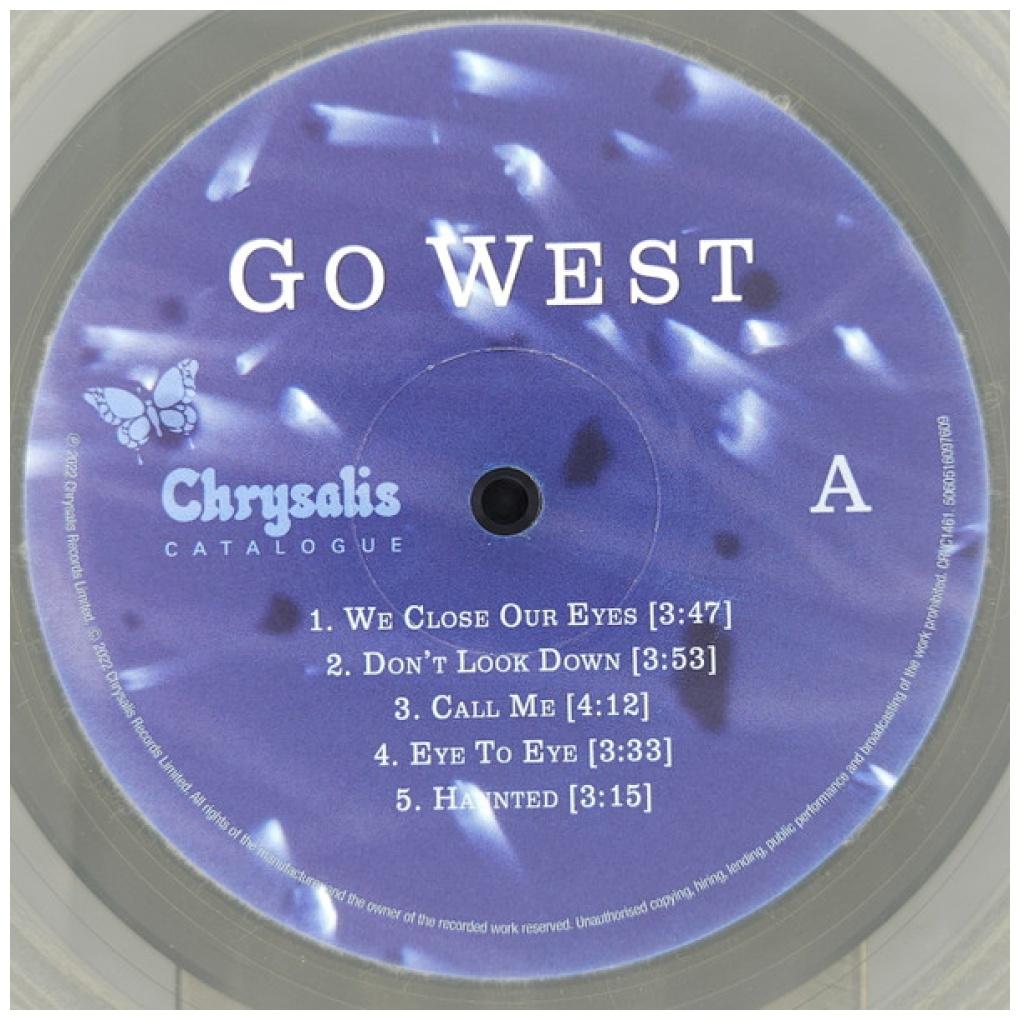 Go West
Chrysalis
CATALOGUE
A
1. We Close Our Eyes [3:47]
2. Don't Look Down [3:53]
3. Call Me [4:12]
4. Eye To Eye [3:33]
5. Haunted [3:15]
℗ 2022 Chrysalis Records Limited. © 2022 Chrysalis Records Limited. All rights of the manufacturer and the owner of the recorded work reserved. Unauthorised copying, hiring, lending, public performance and broadcasting of the work prohibited. CRVC1461. 5060516097609